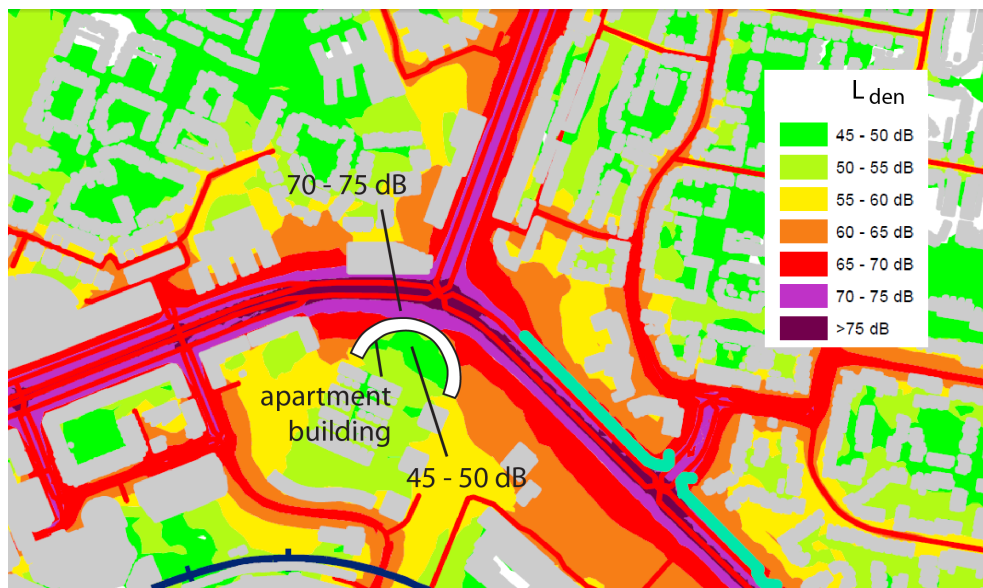 L den
45 - 50 dB
50 - 55 dB
55 - 60 dB
60 - 65 dB
65 - 70 dB
70 - 75 dB
>75 dB
70 - 75 dB
apartment
building
45 - 50 dB